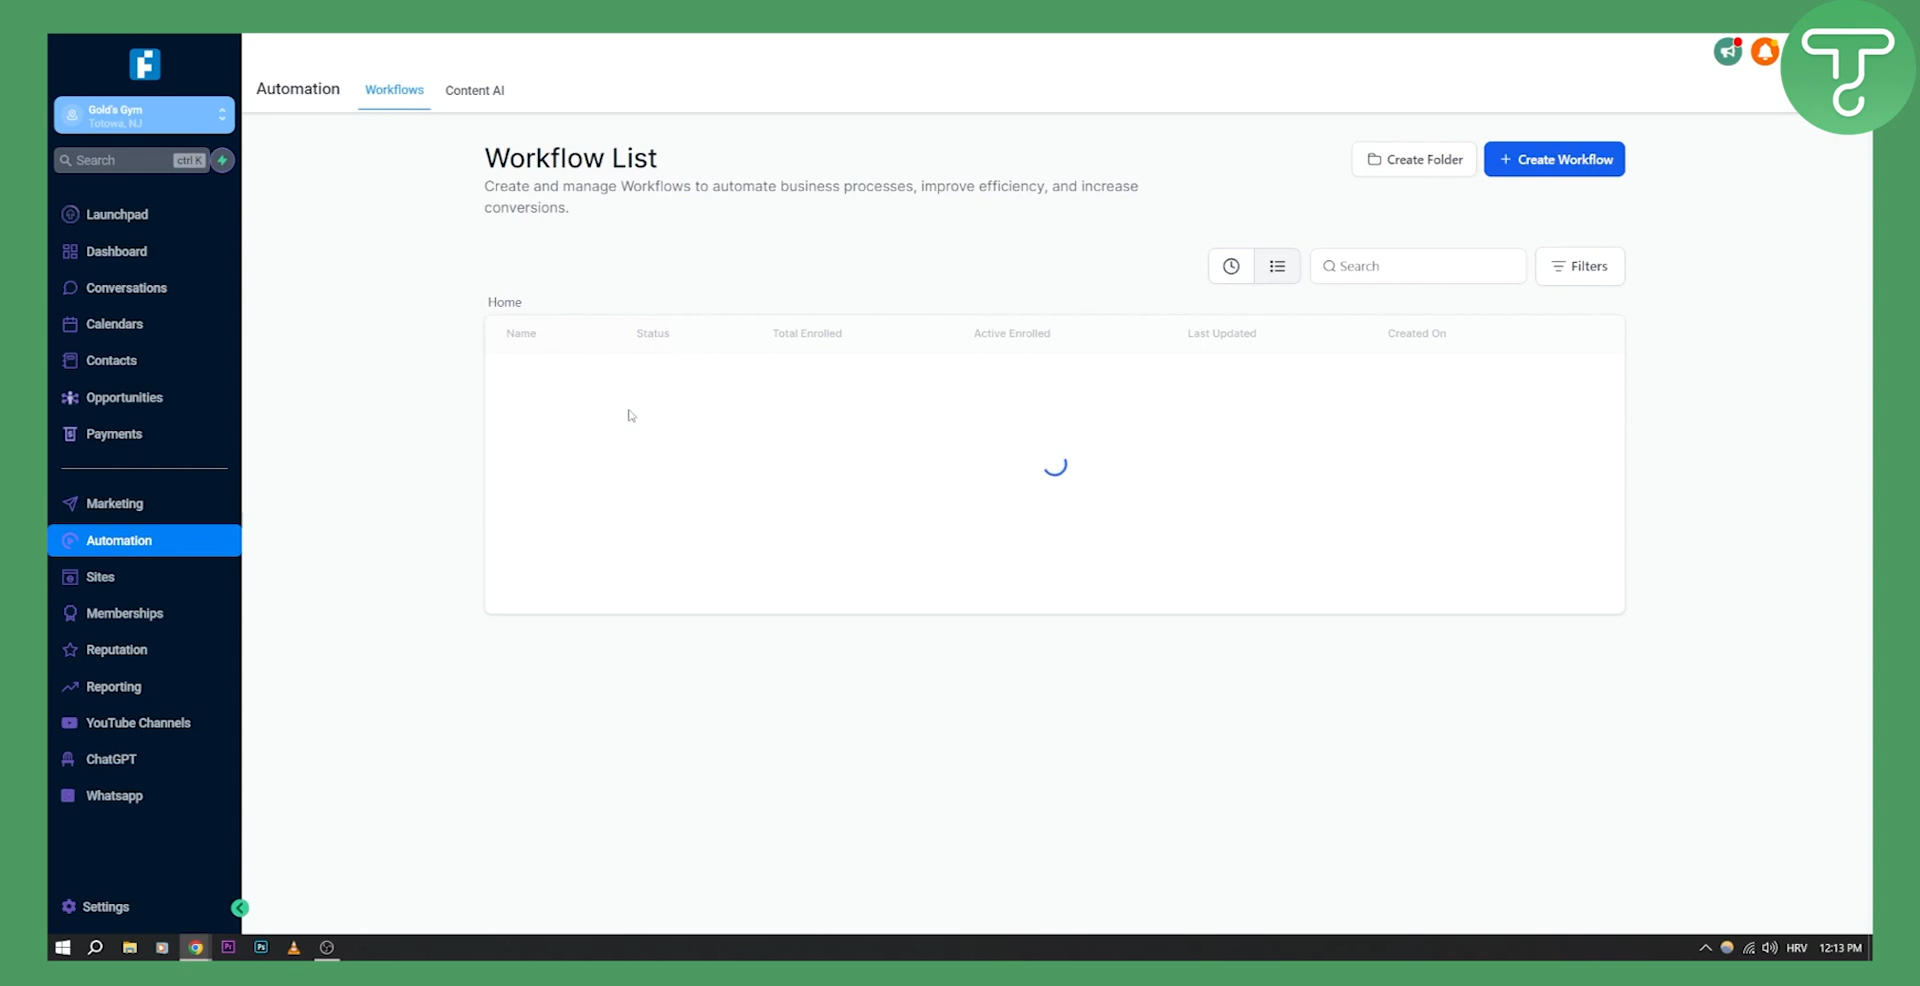 Gold's Gym
Totowa, NJ
Search ctrl K
Launchpad
Dashboard
Conversations
Calendars
Contacts
Opportunities
Payments
Marketing
Automation
Sites
Memberships
Reputation
Reporting
YouTube Channels
ChatGPT
Whatsapp
Settings
Automation Workflows Content AI
Workflow List
Create and manage Workflows to automate business processes, improve efficiency, and increase
conversions.
Create Folder
+ Create Workflow
Search
Filters
Home
Name Status Total Enrolled Active Enrolled Last Updated Created On
Pr Ps
HRV 12:13 PM